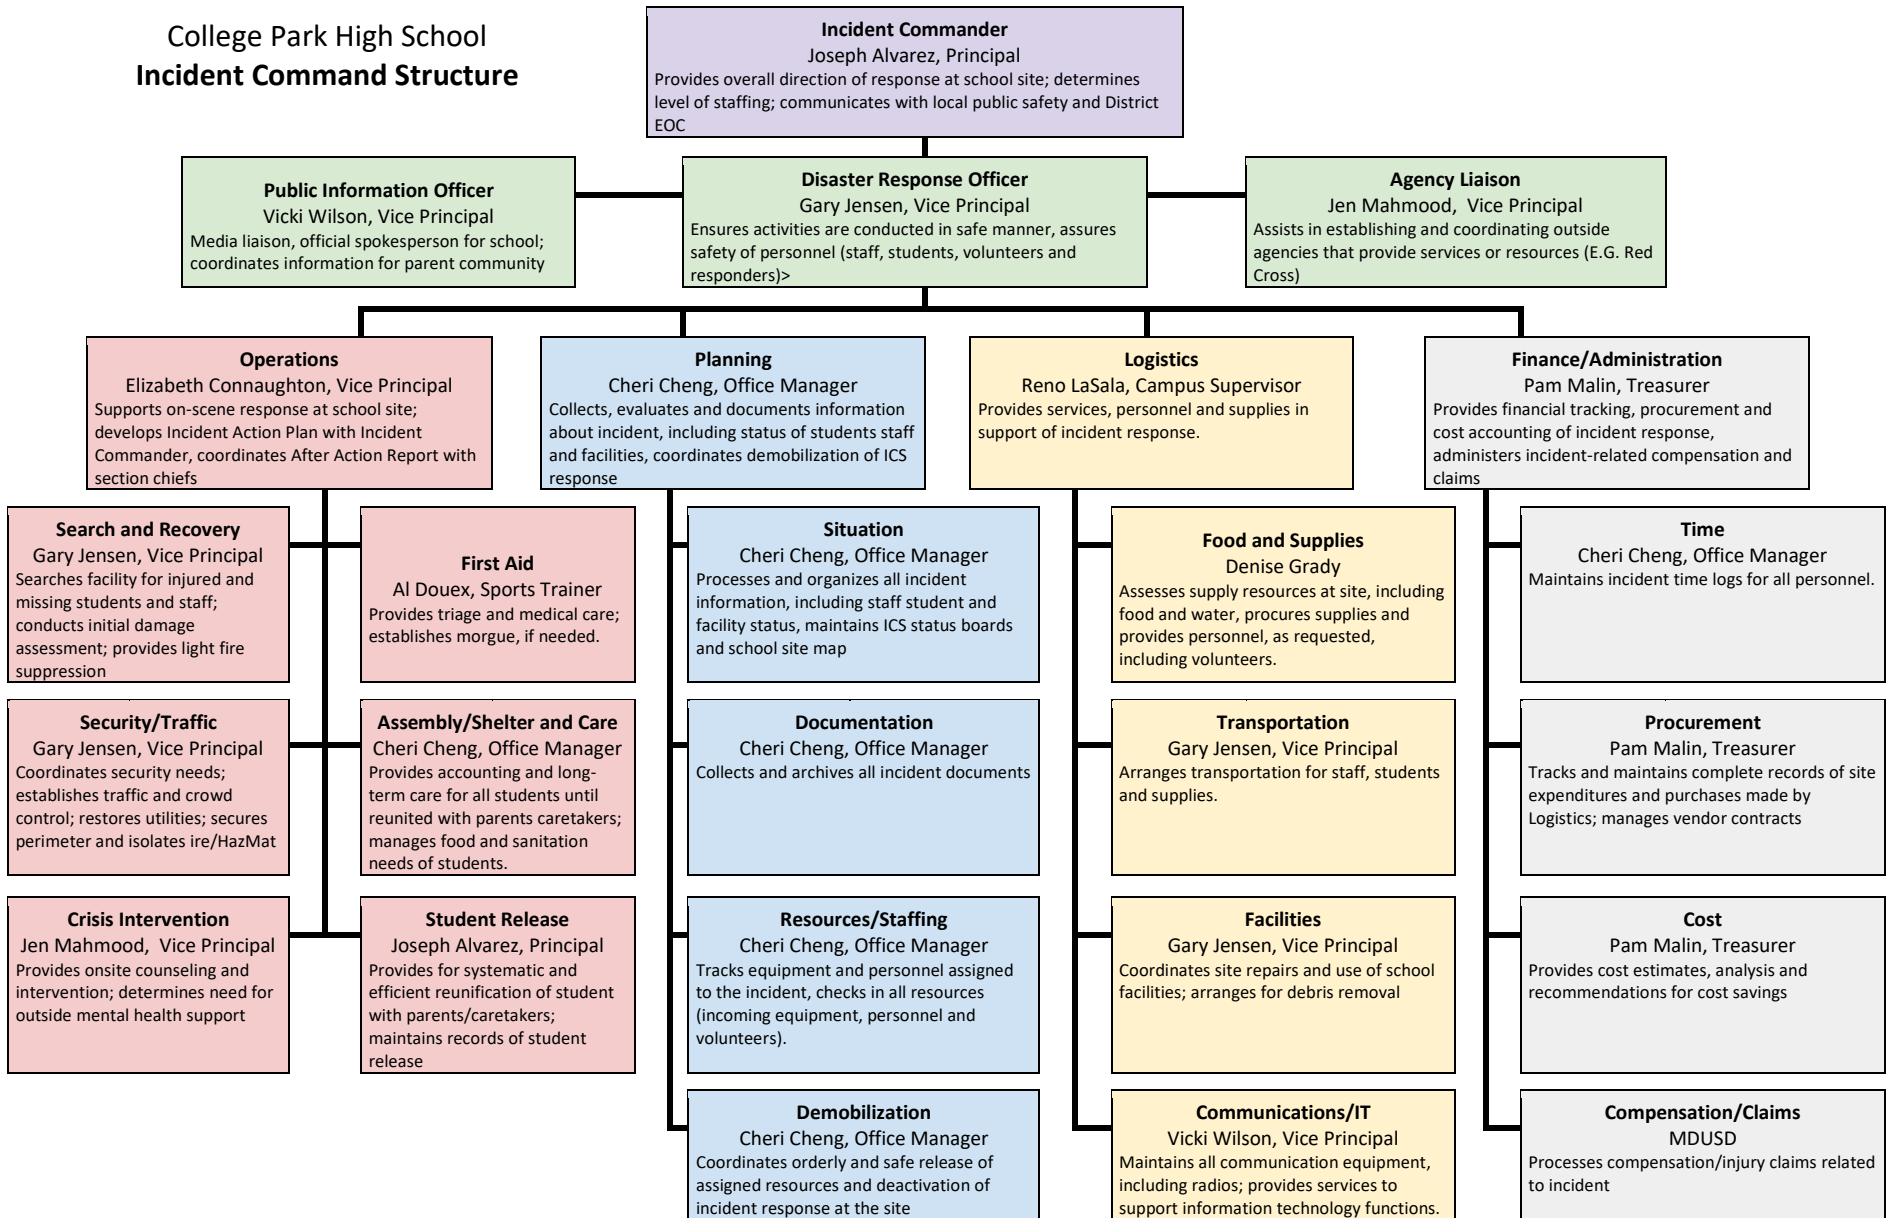 College Park High School
Incident Command Structure
Incident Commander
Joseph Alvarez, Principal
Provides overall direction of response at school site; determines
level of staffing; communicates with local public safety and District
EOC
Public Information Officer
Vicki Wilson, Vice Principal
Media liaison, official spokesperson for school;
coordinates information for parent community
Disaster Response Officer
Gary Jensen, Vice Principal
Ensures activities are conducted in safe manner, assures
safety of personnel (staff, students, volunteers and
responders)>
Agency Liaison
Jen Mahmood, Vice Principal
Assists in establishing and coordinating outside
agencies that provide services or resources (E.G. Red
Cross)
Operations
Elizabeth Connaughton, Vice Principal
Supports on-scene response at school site;
develops Incident Action Plan with Incident
Commander, coordinates After Action Report with
section chiefs
Planning
Cheri Cheng, Office Manager
Collects, evaluates and documents information
about incident, including status of students staff
and facilities, coordinates demobilization of ICS
response
Logistics
Reno LaSala, Campus Supervisor
Provides services, personnel and supplies in
support of incident response.
Finance/Administration
Pam Malin, Treasurer
Provides financial tracking, procurement and
cost accounting of incident response,
administers incident-related compensation and
claims
Search and Recovery
Gary Jensen, Vice Principal
Searches facility for injured and
missing students and staff;
conducts initial damage
assessment; provides light fire
suppression
First Aid
Al Douex, Sports Trainer
Provides triage and medical care;
establishes morgue, if needed.
Situation
Cheri Cheng, Office Manager
Processes and organizes all incident
information, including staff student and
facility status, maintains ICS status boards
and school site map
Food and Supplies
Denise Grady
Assesses supply resources at site, including
food and water, procures supplies and
provides personnel, as requested,
including volunteers.
Time
Cheri Cheng, Office Manager
Maintains incident time logs for all personnel.
Security/Traffic
Gary Jensen, Vice Principal
Coordinates security needs;
establishes traffic and crowd
control; restores utilities; secures
perimeter and isolates ire/HazMat
Assembly/Shelter and Care
Cheri Cheng, Office Manager
Provides accounting and long-
term care for all students until
reunited with parents caretakers;
manages food and sanitation
needs of students.
Documentation
Cheri Cheng, Office Manager
Collects and archives all incident documents
Transportation
Gary Jensen, Vice Principal
Arranges transportation for staff, students
and supplies.
Procurement
Pam Malin, Treasurer
Tracks and maintains complete records of site
expenditures and purchases made by
Logistics; manages vendor contracts
Crisis Intervention
Jen Mahmood, Vice Principal
Provides onsite counseling and
intervention; determines need for
outside mental health support
Student Release
Joseph Alvarez, Principal
Provides for systematic and
efficient reunification of student
with parents/caretakers;
maintains records of student
release
Resources/Staffing
Cheri Cheng, Office Manager
Tracks equipment and personnel assigned
to the incident, checks in all resources
(incoming equipment, personnel and
volunteers).
Facilities
Gary Jensen, Vice Principal
Coordinates site repairs and use of school
facilities; arranges for debris removal
Cost
Pam Malin, Treasurer
Provides cost estimates, analysis and
recommendations for cost savings
Demobilization
Cheri Cheng, Office Manager
Coordinates orderly and safe release of
assigned resources and deactivation of
incident response at the site
Communications/IT
Vicki Wilson, Vice Principal
Maintains all communication equipment,
including radios; provides services to
support information technology functions.
Compensation/Claims
MDUSD
Processes compensation/injury claims related
to incident